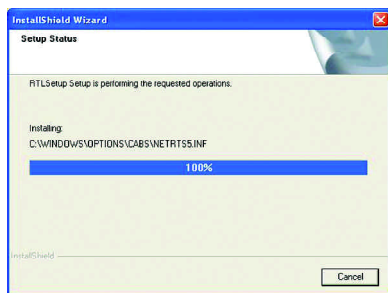 InstallShield Wizard
Setup Status
RTLSetup Setup is performing the requested operations.
Installing:
C:\WINDOWS\OPTIONS\CABS\NETRTS5.INF
100%
InstallShield
Cancel